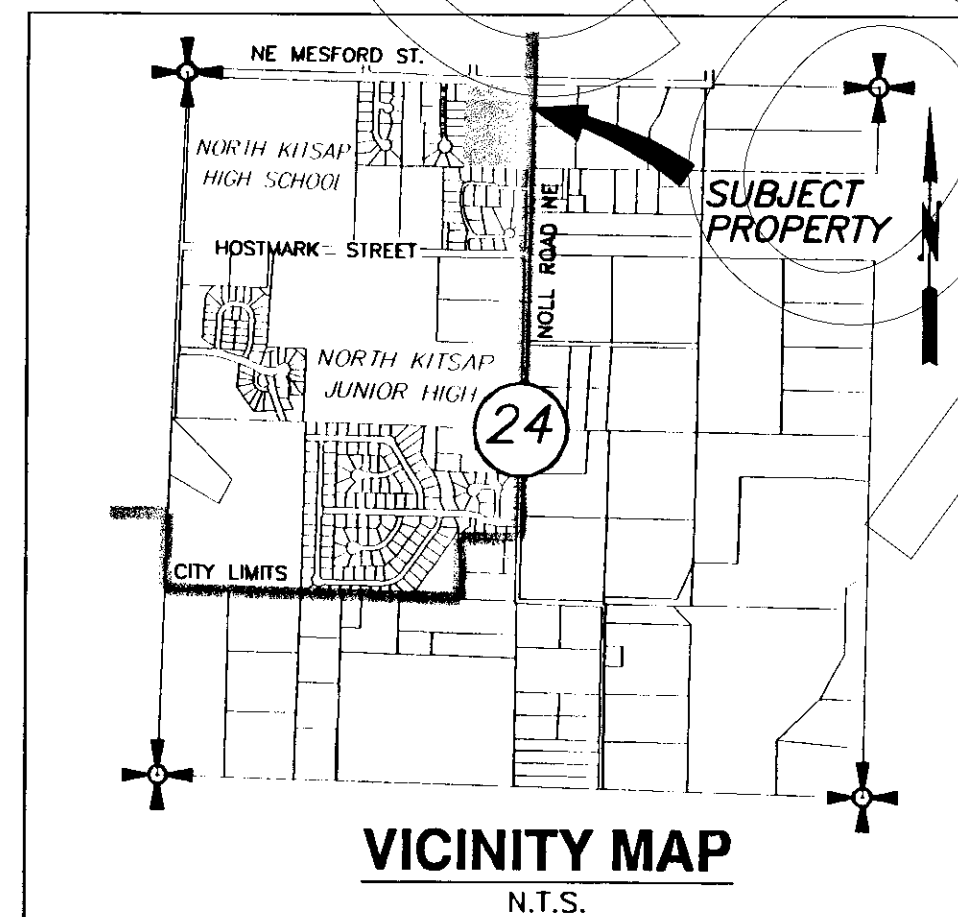 NE MESFORD ST.
NORTH KITSAP
HIGH SCHOOL
SUBJECT
PROPERTY
N
HOSTMARK STREET
NOLL ROAD NE
NORTH KITSAP
JUNIOR HIGH
24
CITY LIMITS
VICINITY MAP
N.T.S.